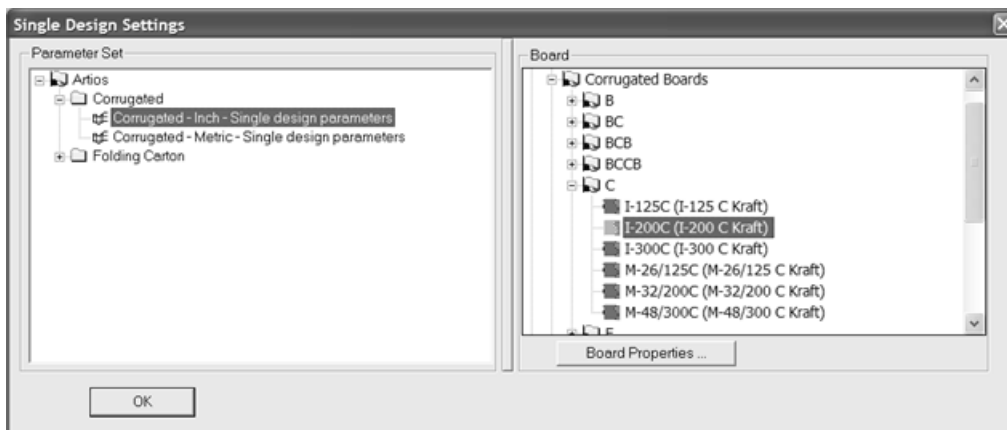 Single Design Settings
Parameter Set
Artios
Corrugated
Corrugated - Inch - Single design parameters
Corrugated - Metric - Single design parameters
Folding Carton
OK
Board
Corrugated Boards
B
BC
BCB
BCCB
C
I-125C (I-125 C Kraft)
I-200C (I-200 C Kraft)
I-300C (I-300 C Kraft)
M-26/125C (M-26/125 C Kraft)
M-32/200C (M-32/200 C Kraft)
M-48/300C (M-48/300 C Kraft)
Board Properties ...